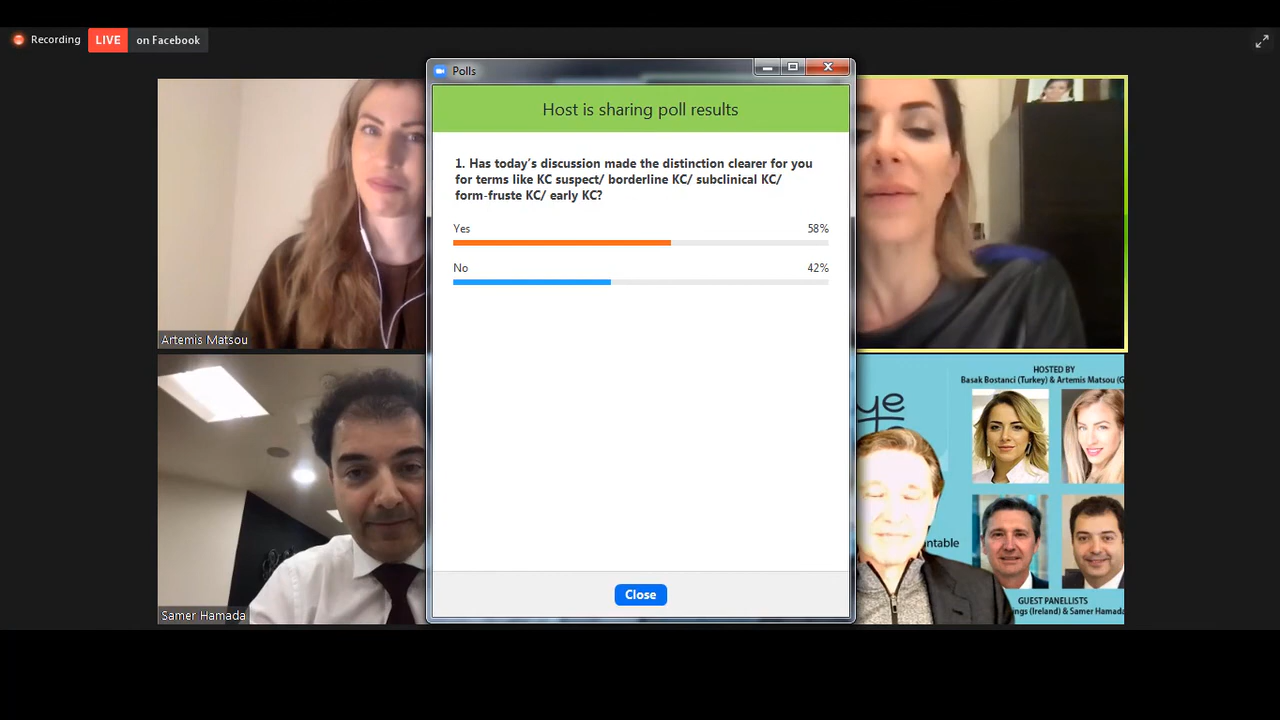 Recording
LIVE
on Facebook
Polls
Host is sharing poll results
1. Has today's discussion made the distinction clearer for you
for terms like KC suspect/ borderline KC/ subclinical KC/
form-fruste KC/ early KC?
Yes 58%
No 42%
Close
Artemis Matsou
Samer Hamada
ye
HOSTED BY
Basak Bostanci (Turkey) & Artemis Matsou (G
ntable
GUEST PANELLISTS
ngs (Ireland) & Samer Hamada